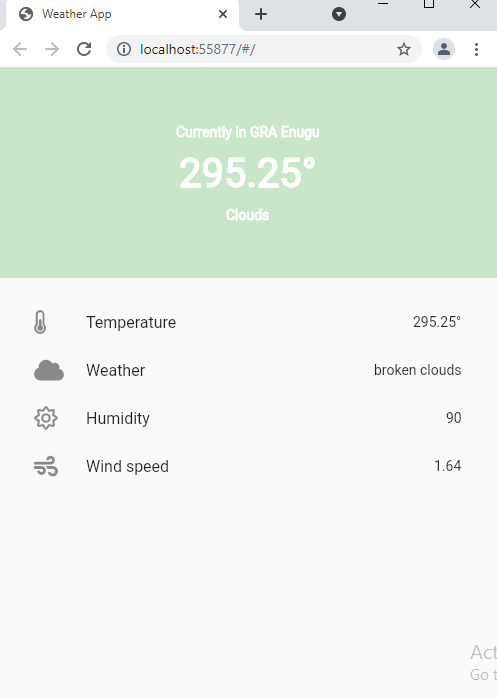 Weather App
localhost:55877/#/
Currently in GRA Enugu
295.25°
Clouds
Temperature 295.25°
Weather broken clouds
Humidity 90
Wind speed 1.64
Go t